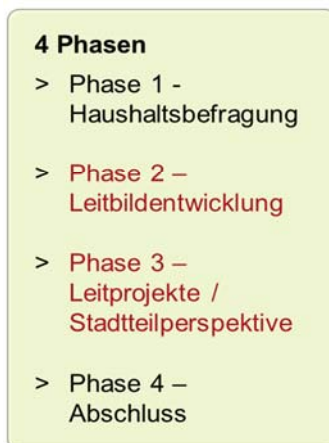 4 Phasen
> Phase 1 -
Haushaltsbefragung
> Phase 2 –
Leitbildentwicklung
> Phase 3 –
Leitprojekte /
Stadtteilperspektive
> Phase 4 –
Abschluss